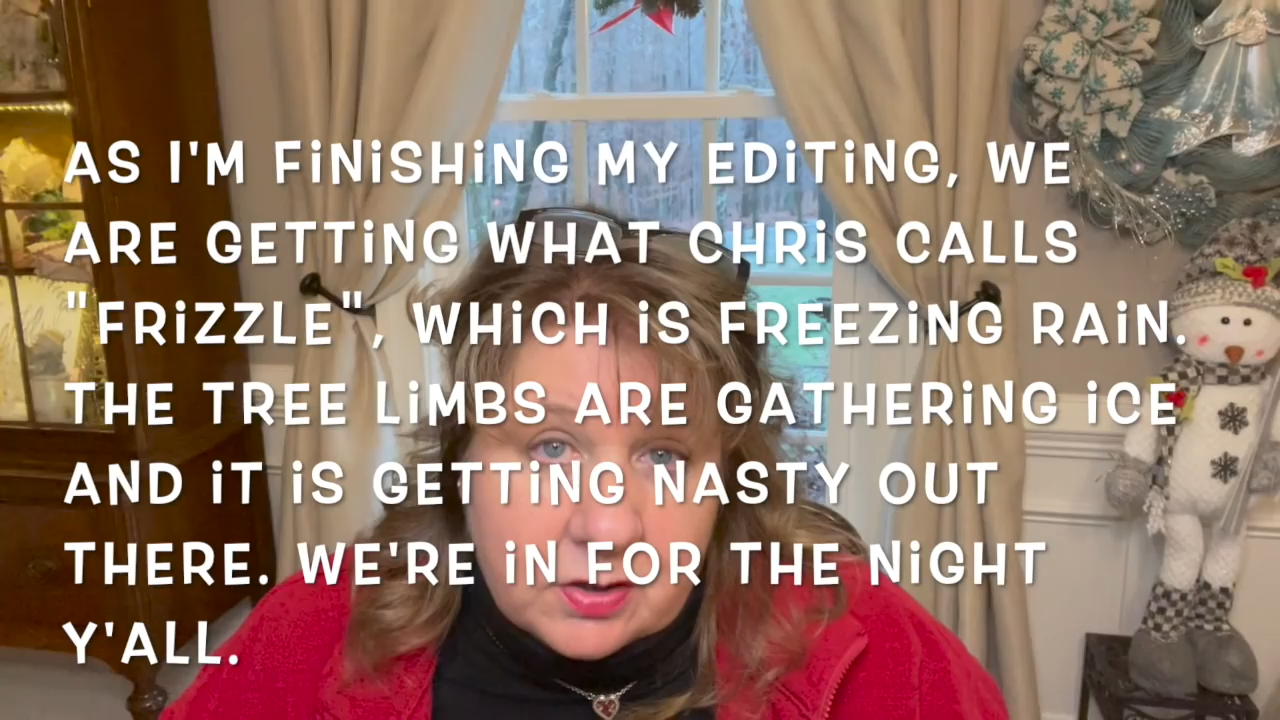 AS I'M FINISHING MY EDITING, WE
ARE GETTING WHAT CHRIS CALLS
"FRIZZLE", WHICH IS FREEZING RAIN.
THE TREE LIMBS ARE GATHERING ICE
AND IT IS GETTING NASTY OUT
THERE. WE'RE IN FOR THE NIGHT
Y'ALL.